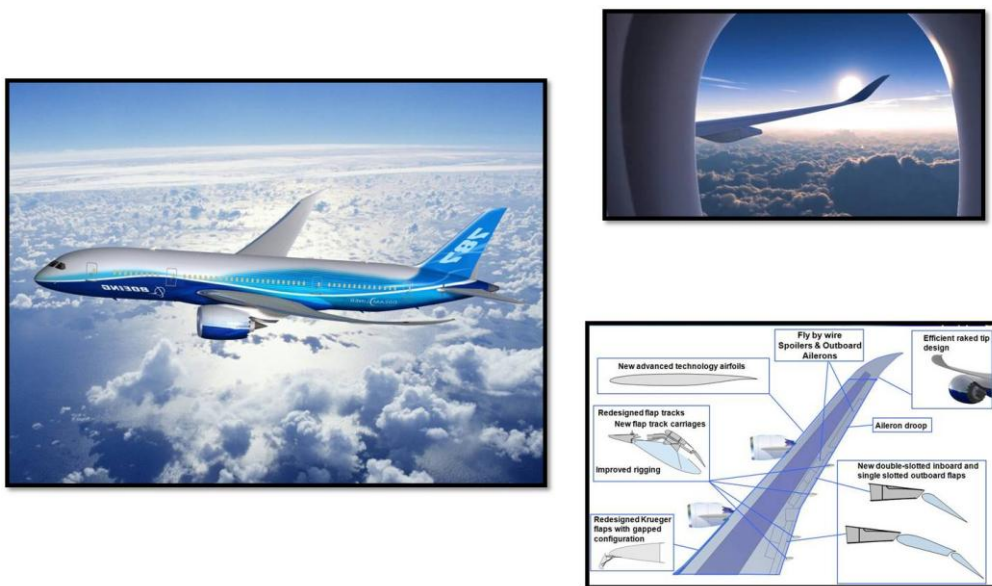 787
BOEING
Fly by wire
Spoilers & Outboard
Ailerons
Efficient raked tip
design
New advanced technology airfoils
Redesigned flap tracks
New flap track carriages
Aileron droop
Improved rigging
New double-slotted inboard and
single slotted outboard flaps
Redesigned Krueger
flaps with gapped
configuration